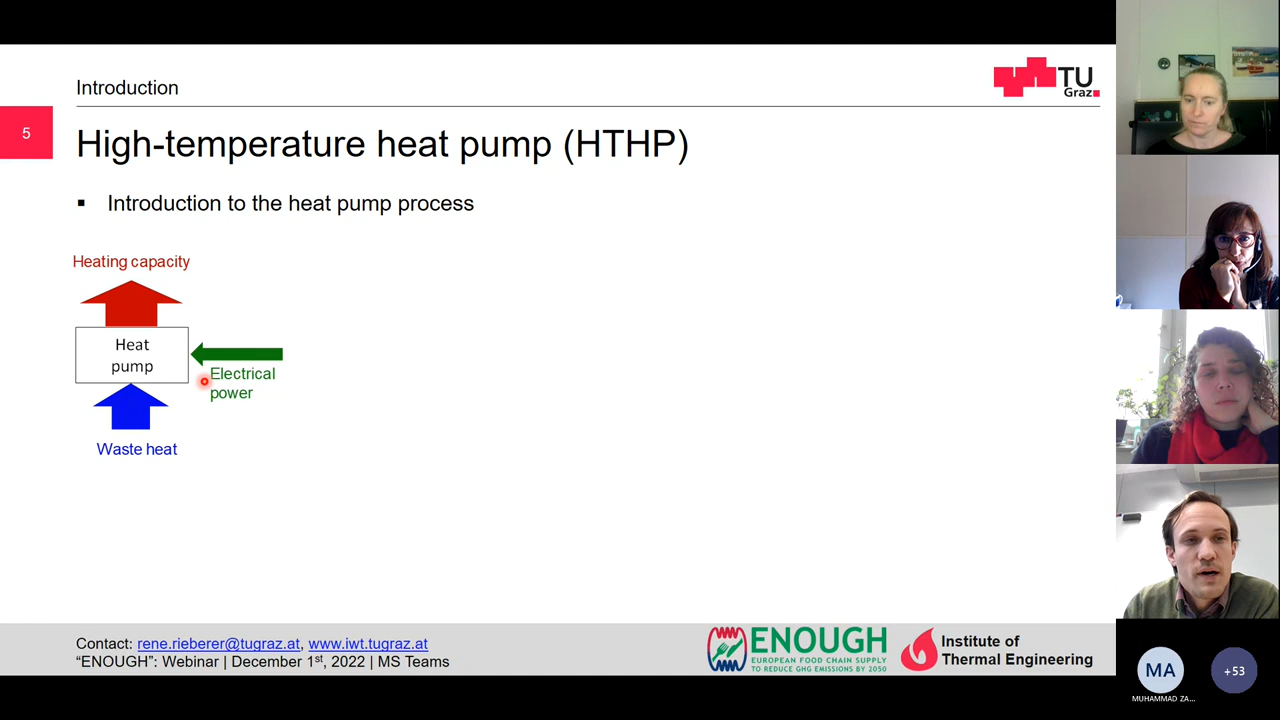 Introduction
TU
Graz
5
High-temperature heat pump (HTHP)
▪ Introduction to the heat pump process
Heating capacity
Heat
pump
Electrical
power
Waste heat
Contact: rene.rieberer@tugraz.at, www.iwt.tugraz.at
“ENOUGH”: Webinar | December 1st, 2022 | MS Teams
ENOUGH
EUROPEAN FOOD CHAIN SUPPLY
TO REDUCE GHG EMISSIONS BY 2050
Institute of
Thermal Engineering
MA
+53
MUHAMMAD ZA...